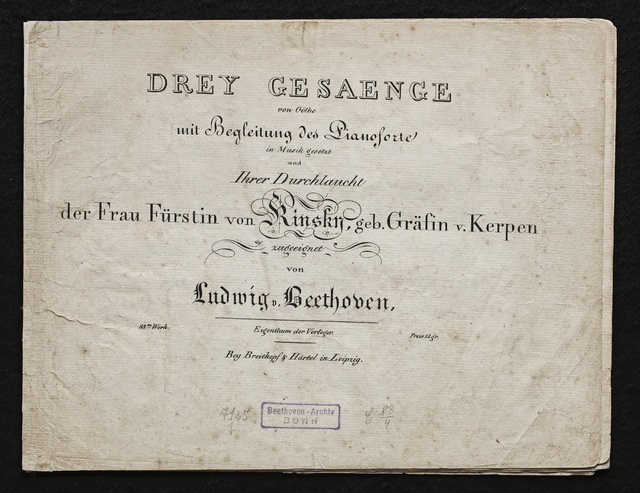 DREY GESAENGE
von Göthe
mit Begleitung des Pianoforte
in Musik gesetzt
und
Ihrer Durchlaucht
der Frau Fürstin von Kinsky, geb. Gräfin v. Kerpen
zugeeignet
von
Ludwig v. Beethoven.
83tes Werk.
Eigenthum der Verleger.
Preis 12 gr.
Bey Breitkopf & Härtel in Leipzig.
Beethoven-Archiv
BONN
C 83
4